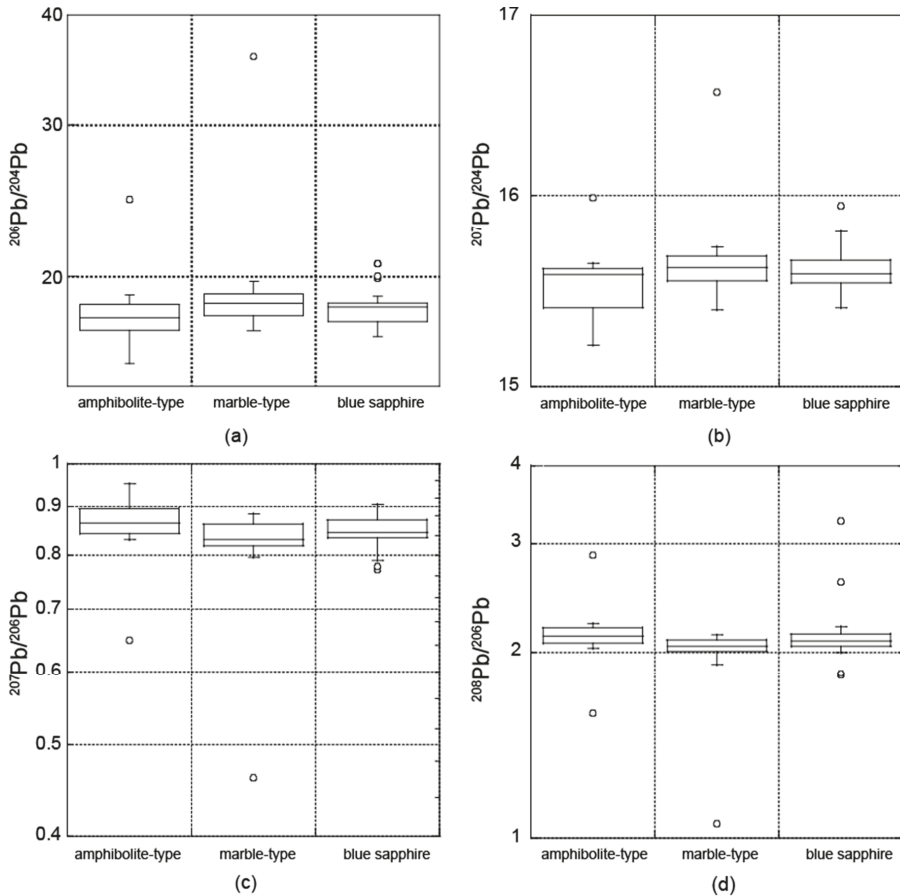 40
30
20
²⁰⁶Pb/²⁰⁴Pb
amphibolite-type
marble-type
blue sapphire
(a)
17
16
15
²⁰⁷Pb/²⁰⁴Pb
amphibolite-type
marble-type
blue sapphire
(b)
1
0.9
0.8
0.7
0.6
0.5
0.4
²⁰⁷Pb/²⁰⁶Pb
amphibolite-type
marble-type
blue sapphire
(c)
4
3
2
1
²⁰⁸Pb/²⁰⁶Pb
amphibolite-type
marble-type
blue sapphire
(d)